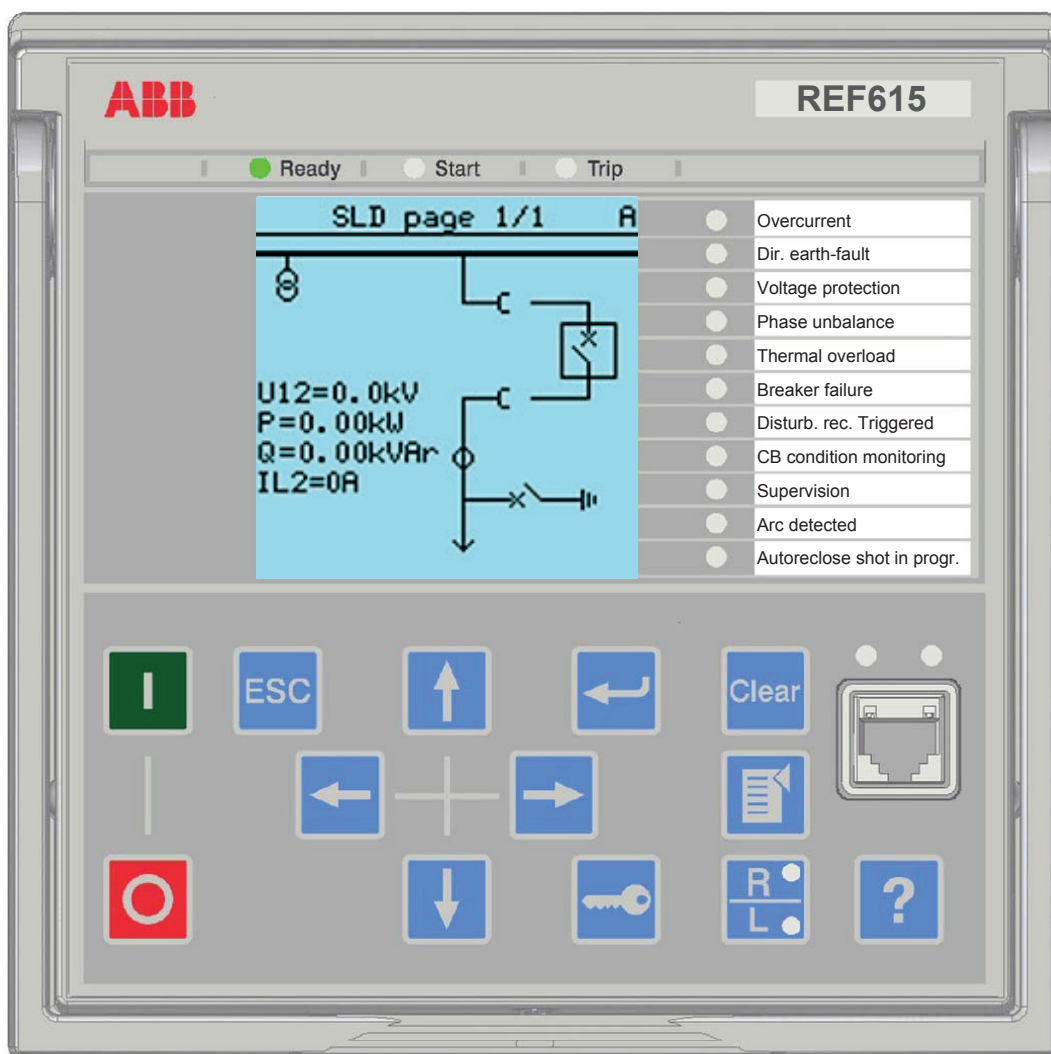 ABB
REF615
Ready Start Trip
SLD page 1/1 A
U12=0.0kV
P=0.00kW
Q=0.00kVAr
IL2=0A
Overcurrent
Dir. earth-fault
Voltage protection
Phase unbalance
Thermal overload
Breaker failure
Disturb. rec. Triggered
CB condition monitoring
Supervision
Arc detected
Autoreclose shot in progr.
I
ESC
Clear
O
R
L
?